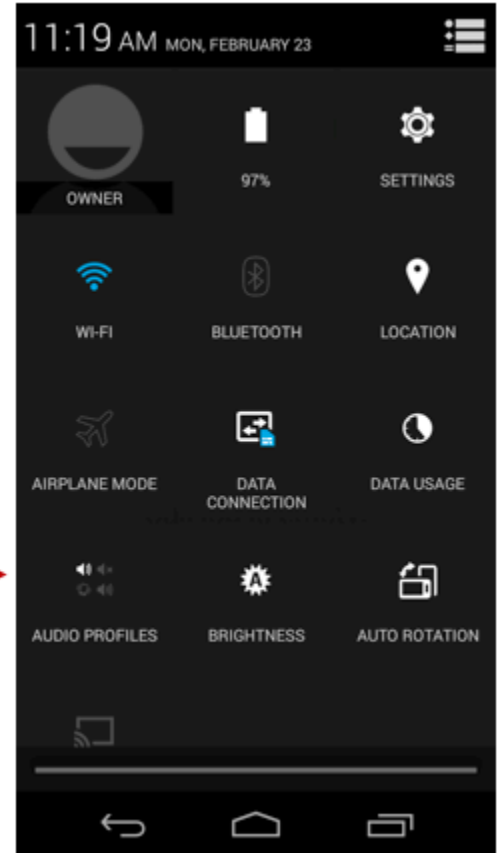 11:19 AM MON, FEBRUARY 23
OWNER
97%
SETTINGS
WI-FI
BLUETOOTH
LOCATION
AIRPLANE MODE
DATA
CONNECTION
DATA USAGE
AUDIO PROFILES
BRIGHTNESS
AUTO ROTATION